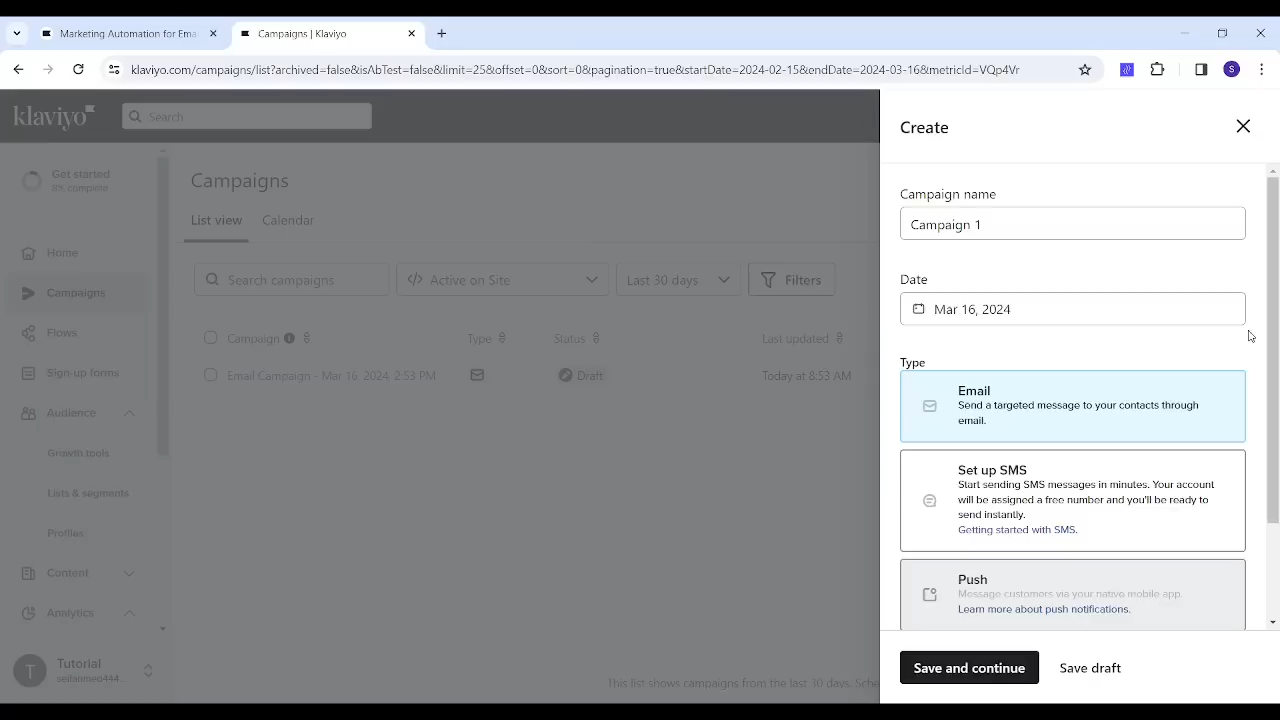 Marketing Automation for Ema
Campaigns | Klaviyo
klaviyo.com/campaigns/list?archived=false&isAbTest=false&limit=25&offset=0&sort=0&pagination=true&startDate=2024-02-15&endDate=2024-03-16&metricId=VQp4Vr
S
klaviyo
Search
Create
Get started
8% complete
Campaigns
Campaign name
List view
Calendar
Campaign 1
Home
Search campaigns
Active on Site
Last 30 days
Filters
Date
Campaigns
Mar 16, 2024
Flows
Campaign
Type
Status
Last updated
Type
Sign-up forms
Email Campaign - Mar 16, 2024, 2:53 PM
Draft
Today at 8:53 AM
Email
Send a targeted message to your contacts through
email.
Audience
Growth tools
Set up SMS
Start sending SMS messages in minutes. Your account
will be assigned a free number and you'll be ready to
send instantly.
Getting started with SMS.
Lists & segments
Profiles
Content
Push
Message customers via your native mobile app.
Learn more about push notifications.
Analytics
T
Tutorial
Save and continue
Save draft
This list shows campaigns from the last 30 days. Sche